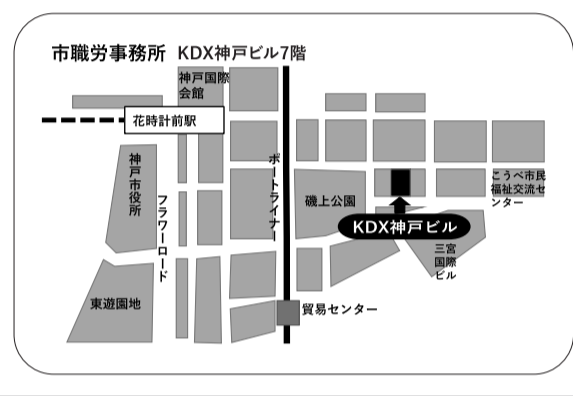 市職労事務所 KDX神戸ビル7階
神戸国際
会館
花時計前駅
神戸市役所
フラワーロード
ポートライナー
磯上公園
こうべ市民
福祉交流セ
ンター
KDX神戸ビル
三宮
国際
ビル
東遊園地
貿易センター